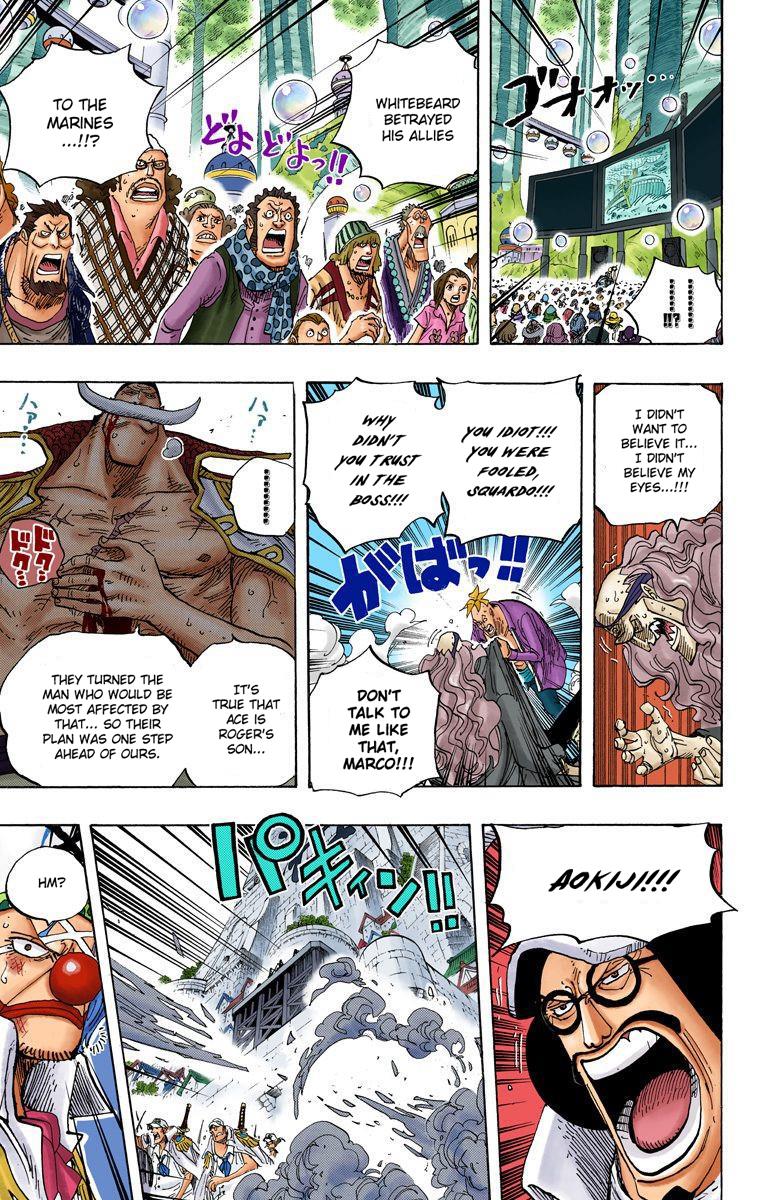 ゴオオッ…
!!?
WHITEBEARD
BETRAYED
HIS ALLIES
どよどよっ!!
TO THE
MARINES
...!!?
I DIDN'T
WANT TO
BELIEVE IT...
I DIDN'T
BELIEVE MY
EYES...!!!
YOU IDIOT!!!
YOU WERE
FOOLED,
SQUARDO!!!
WHY
DIDN'T
YOU TRUST
IN THE
BOSS!!!
がばっ!!
DON'T
TALK TO
ME LIKE
THAT,
MARCO!!!
ハァ…
ハァ…
.........
ドクドク…
IT'S
TRUE THAT
ACE IS
ROGER'S
SON...
THEY TURNED THE
MAN WHO WOULD BE
MOST AFFECTED BY
THAT... SO THEIR
PLAN WAS ONE STEP
AHEAD OF OURS.
AOKIJI!!!!
パキィン!!
HM?